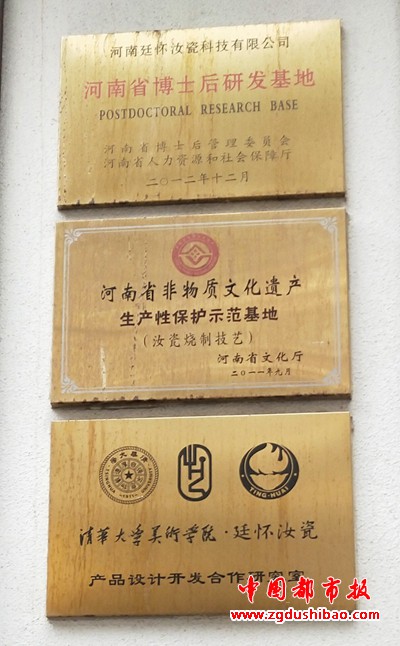 河南廷怀汝瓷科技有限公司
河南省博士后研发基地
POSTDOCTORAL RESEARCH BASE
河南省博士后管理委员会
河南省人力资源和社会保障厅
二〇一二年十二月
河南省非物质文化遗产
生产性保护示范基地
（汝瓷烧制技艺）
河南省文化厅
二〇一一年九月
TING·HUAI
清華大学美術学院·廷怀汝瓷
产品设计开发合作研究室
中国都市报
www.zgdushibao.com